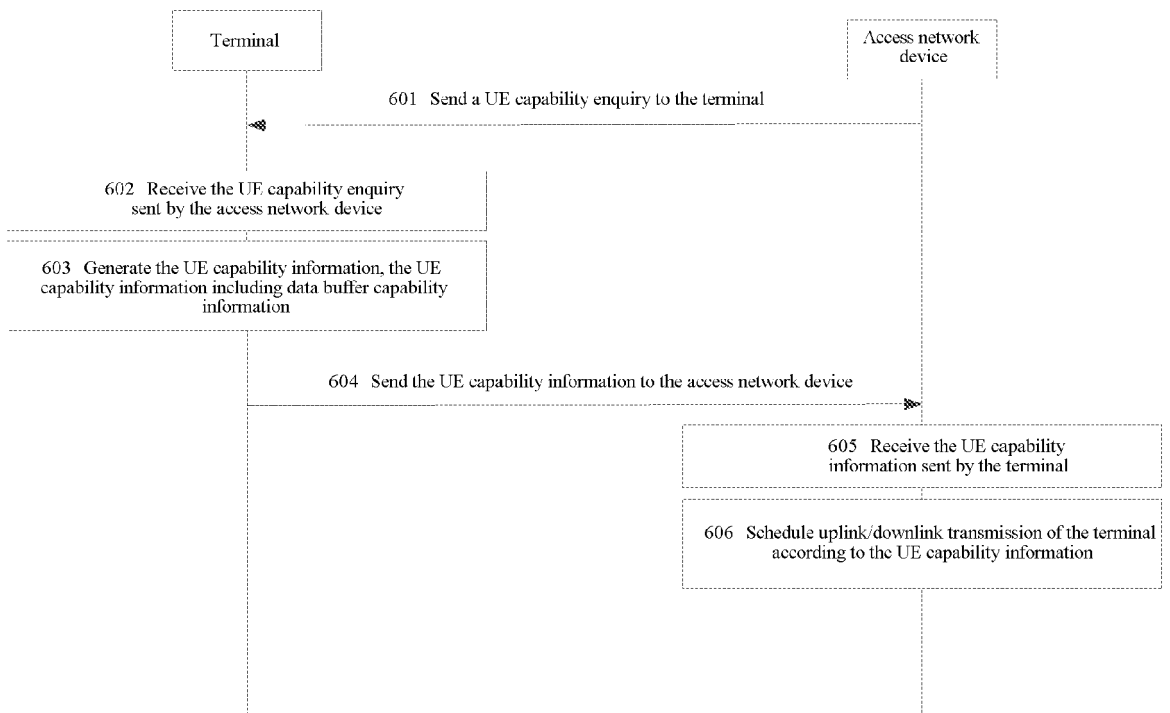 Terminal
Access network
device
601 Send a UE capability enquiry to the terminal
602 Receive the UE capability enquiry
sent by the access network device
603 Generate the UE capability information, the UE
capability information including data buffer capability
information
604 Send the UE capability information to the access network device
605 Receive the UE capability
information sent by the terminal
606 Schedule uplink/downlink transmission of the terminal
according to the UE capability information